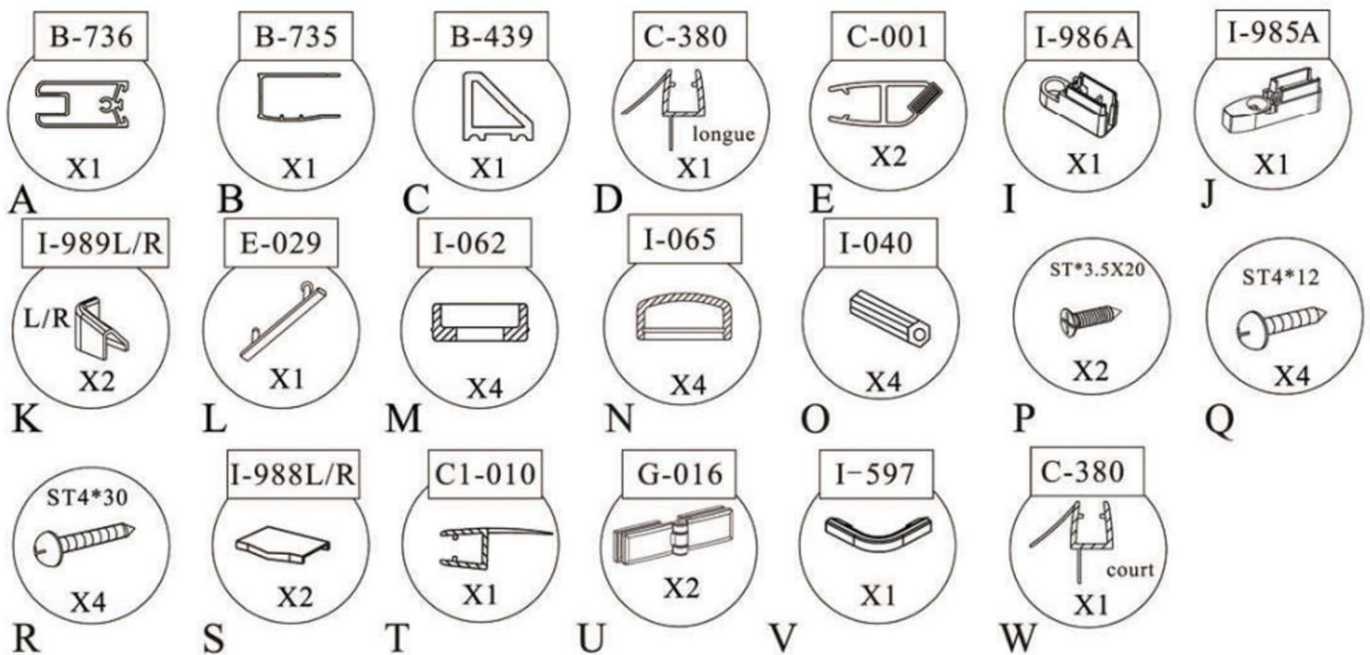 B-736
X1
A
B-735
X1
B
B-439
X1
C
C-380
longue
X1
D
C-001
X2
E
I-986A
X1
I
I-985A
X1
J
I-989L/R
L/R
X2
K
E-029
X1
L
I-062
X4
M
I-065
X4
N
I-040
X4
O
ST*3.5X20
X2
P
ST4*12
X4
Q
ST4*30
X4
R
I-988L/R
X2
S
C1-010
X1
T
G-016
X2
U
I-597
X1
V
C-380
court
X1
W